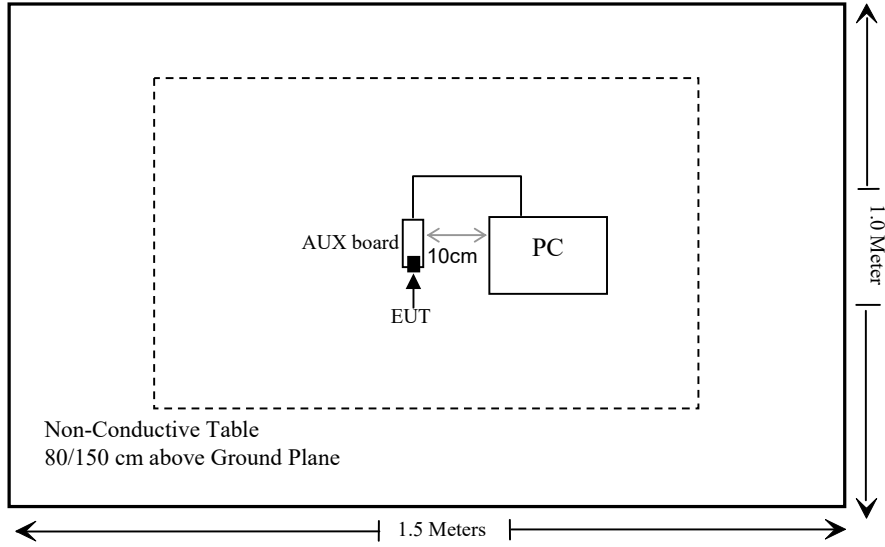 AUX board
10cm
PC
EUT
Non-Conductive Table
80/150 cm above Ground Plane
1.0 Meter
1.5 Meters